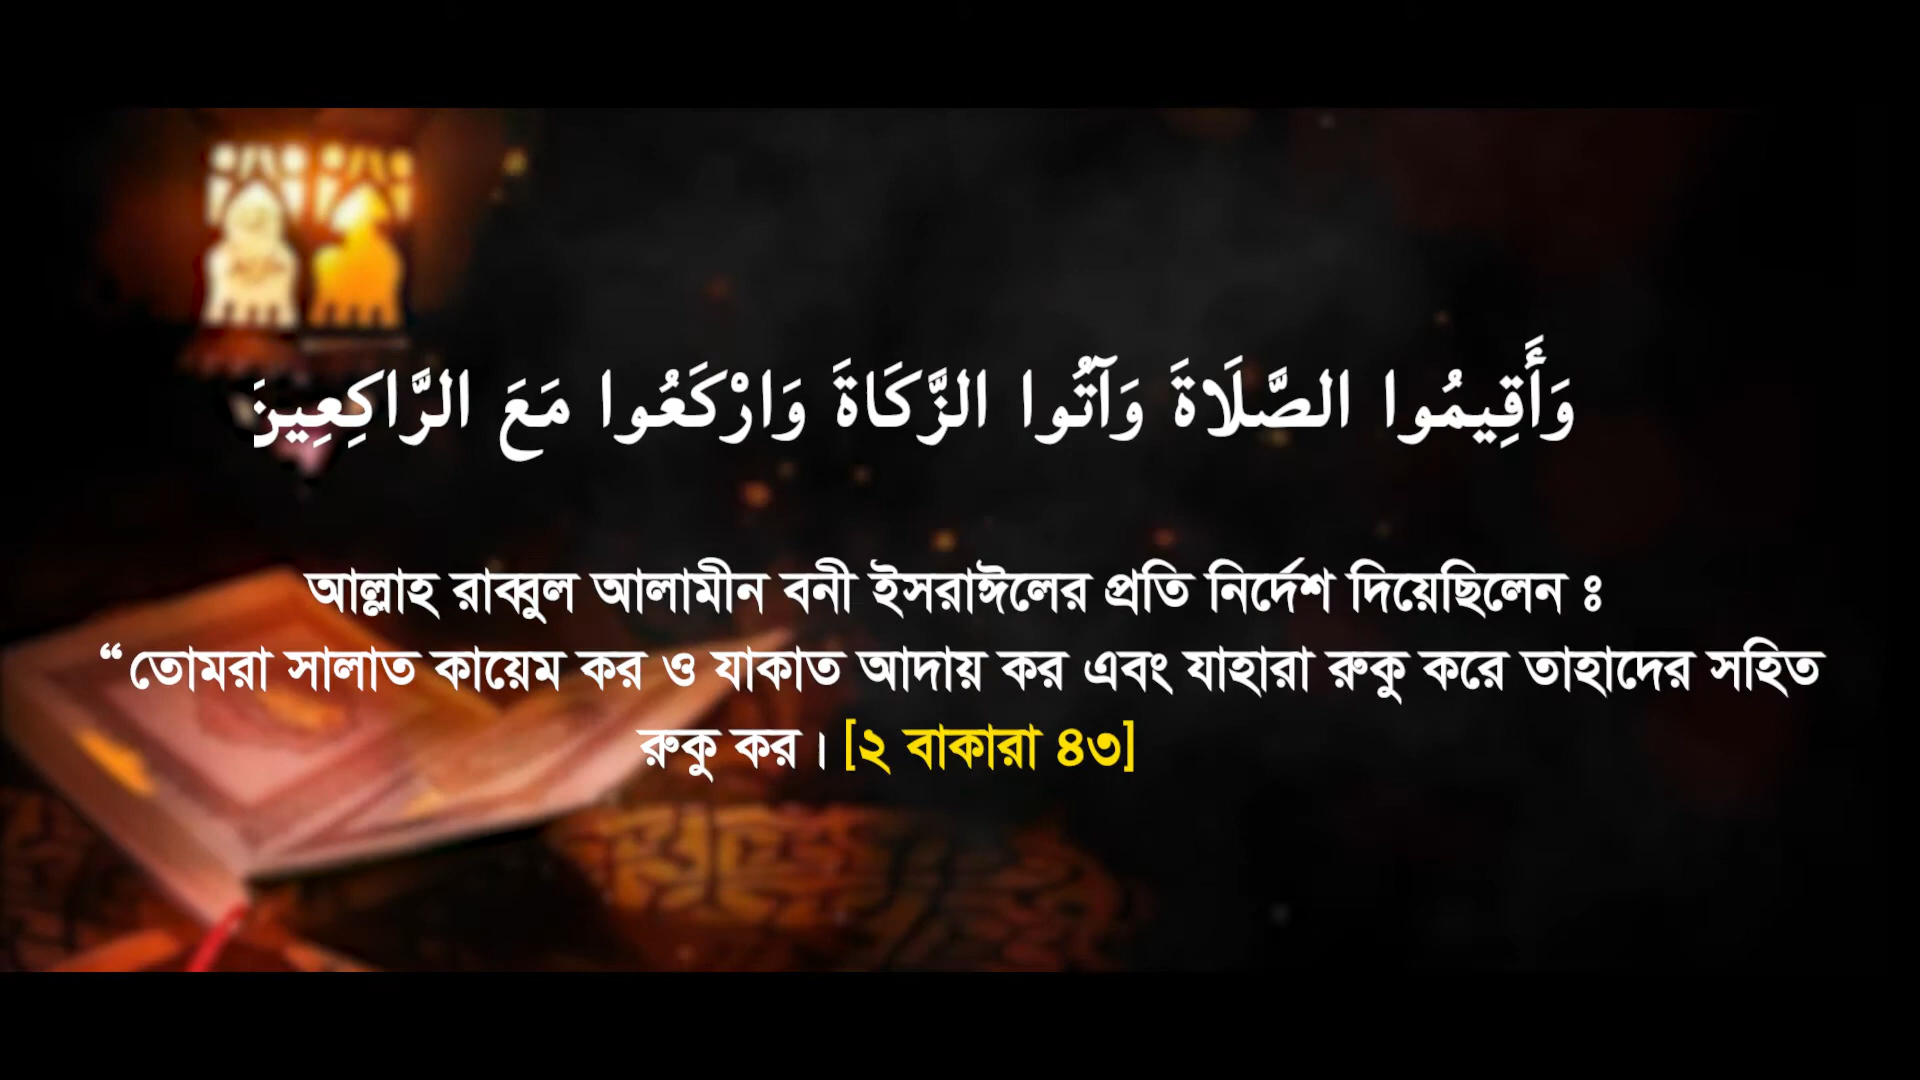 وَأَقِيمُوا الصَّلَاةَ وَآتُوا الزَّكَاةَ وَارْكَعُوا مَعَ الرَّاكِعِينَ
আল্লাহ রাব্বুল আলামীন বনী ইসরাঈলের প্রতি নির্দেশ দিয়েছিলেন ঃ
“তোমরা সালাত কায়েম কর ও যাকাত আদায় কর এবং যাহারা রুকু করে তাহাদের সহিত
রুকু কর। [২ বাকারা ৪৩]